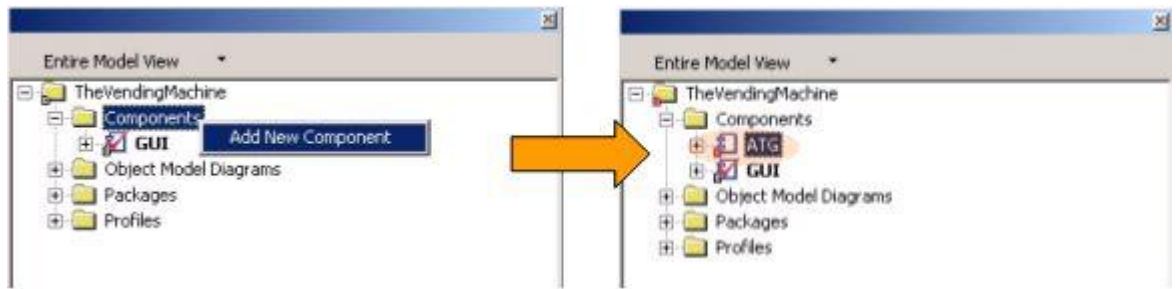 Entire Model View
TheVendingMachine
Components
Add New Component
GUI
Object Model Diagrams
Packages
Profiles
Entire Model View
TheVendingMachine
Components
ATG
GUI
Object Model Diagrams
Packages
Profiles